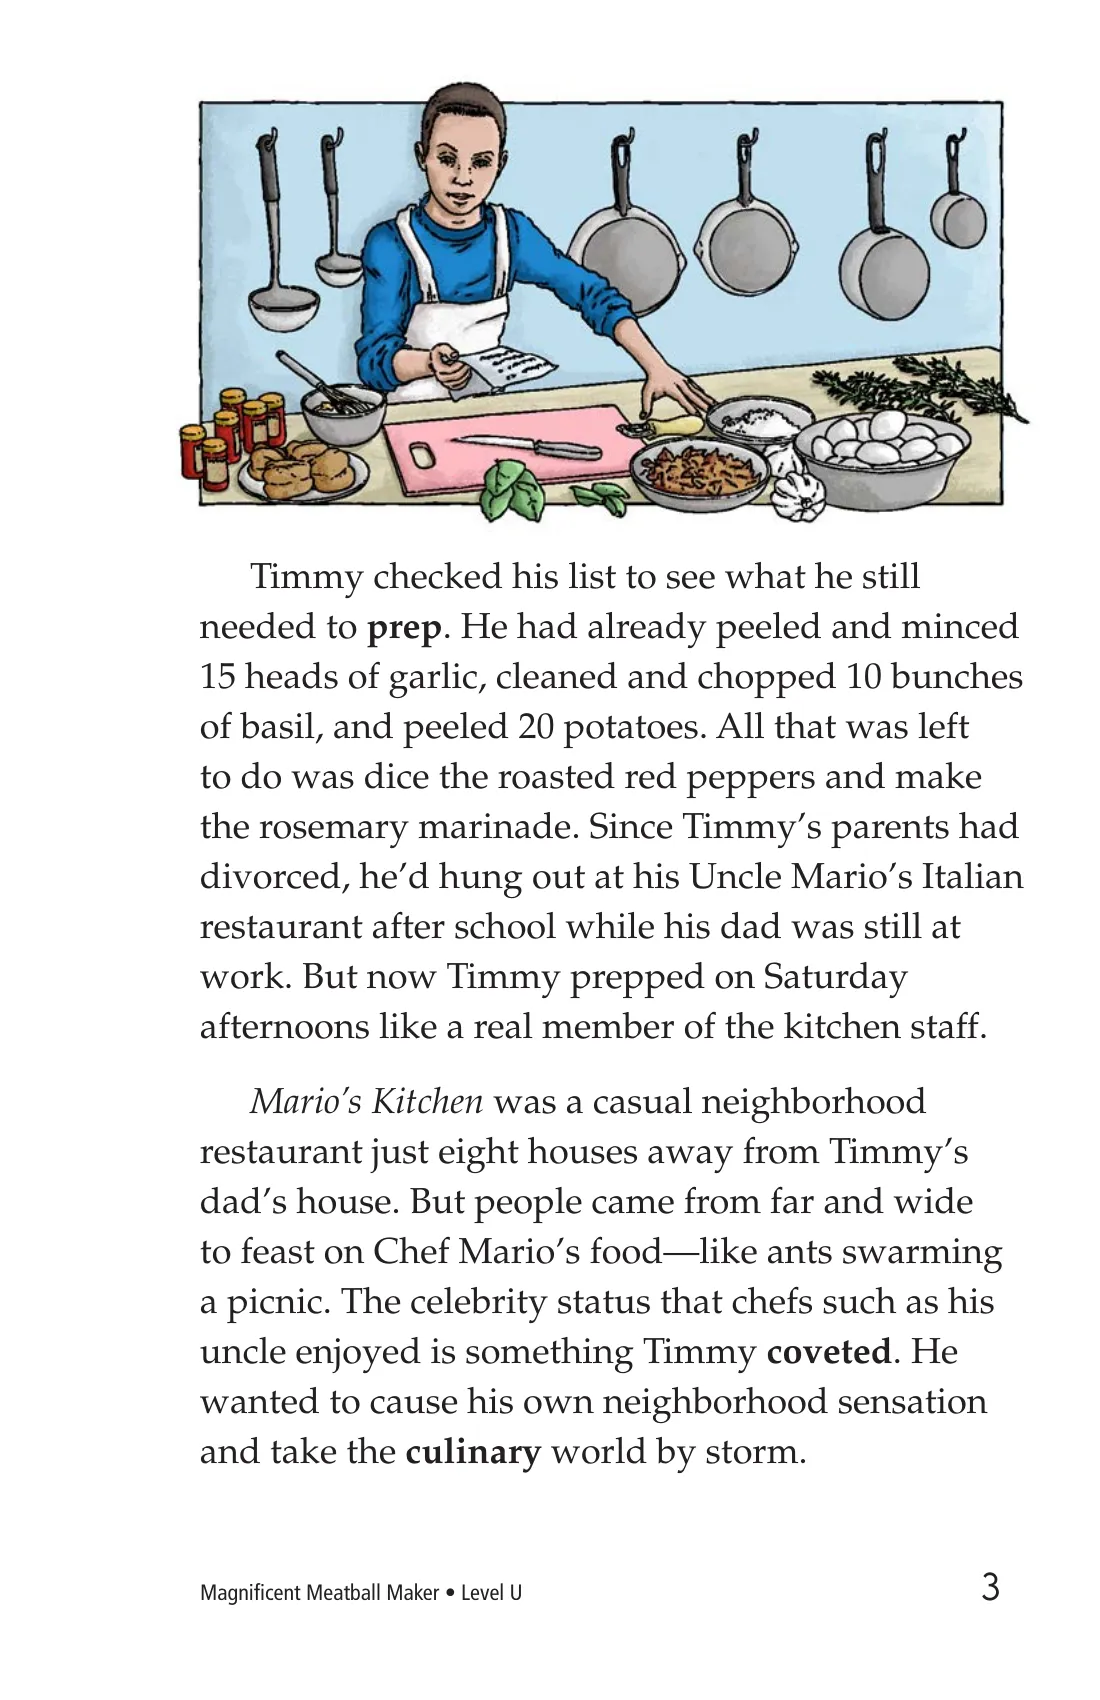 Timmy checked his list to see what he still
needed to prep. He had already peeled and minced
15 heads of garlic, cleaned and chopped 10 bunches
of basil, and peeled 20 potatoes. All that was left
to do was dice the roasted red peppers and make
the rosemary marinade. Since Timmy’s parents had
divorced, he’d hung out at his Uncle Mario’s Italian
restaurant after school while his dad was still at
work. But now Timmy prepped on Saturday
afternoons like a real member of the kitchen staff.
Mario’s Kitchen was a casual neighborhood
restaurant just eight houses away from Timmy’s
dad’s house. But people came from far and wide
to feast on Chef Mario’s food—like ants swarming
a picnic. The celebrity status that chefs such as his
uncle enjoyed is something Timmy coveted. He
wanted to cause his own neighborhood sensation
and take the culinary world by storm.
Magnificent Meatball Maker • Level U
3